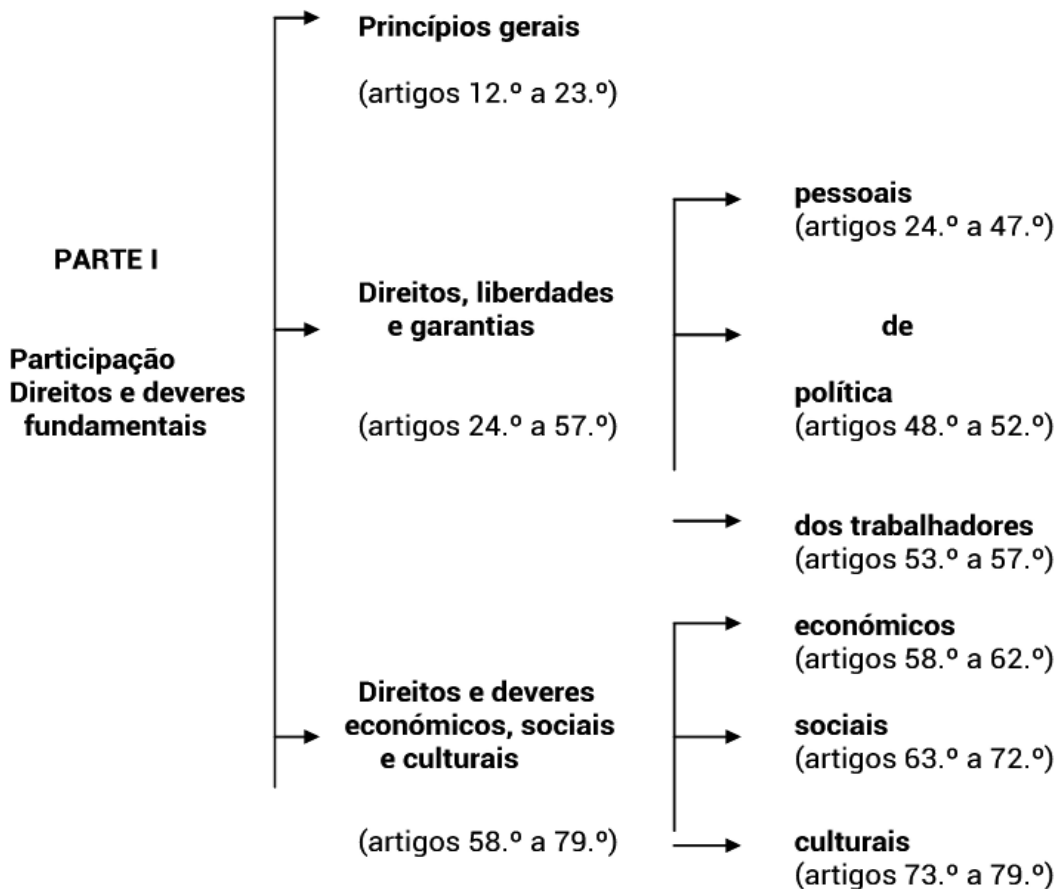 PARTE I
Participação
Direitos e deveres
fundamentais
Princípios gerais
(artigos 12.º a 23.º)
Direitos, liberdades
e garantias
(artigos 24.º a 57.º)
pessoais
(artigos 24.º a 47.º)
de
política
(artigos 48.º a 52.º)
dos trabalhadores
(artigos 53.º a 57.º)
Direitos e deveres
económicos, sociais
e culturais
(artigos 58.º a 79.º)
económicos
(artigos 58.º a 62.º)
sociais
(artigos 63.º a 72.º)
culturais
(artigos 73.º a 79.º)